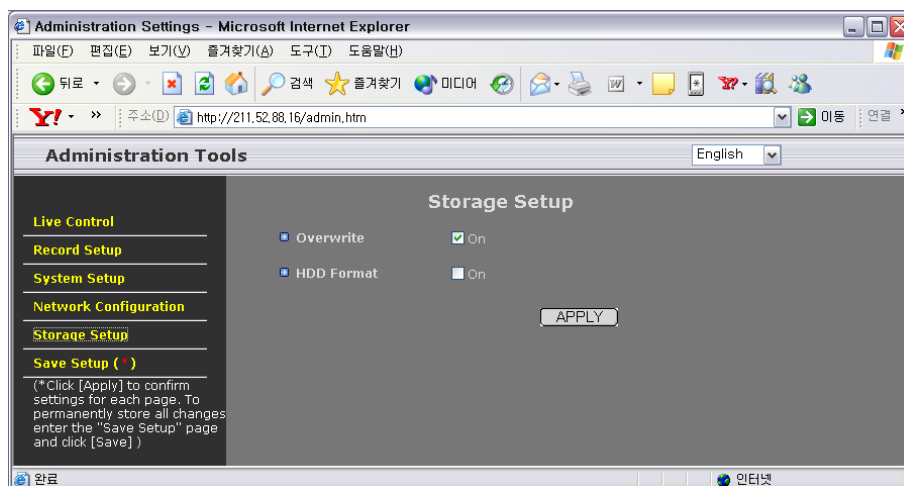 Administration Settings - Microsoft Internet Explorer
파일(F) 편집(E) 보기(V) 즐겨찾기(A) 도구(T) 도움말(H)
뒤로 검색 즐겨찾기 미디어
Y! » 주소(D) http://211,52,88,16/admin,htm 이동 연결 »
Administration Tools English
Storage Setup
Live Control
Overwrite On
Record Setup
HDD Format On
System Setup
Network Configuration
APPLY
Storage Setup
Save Setup (*)
(*Click [Apply] to confirm
settings for each page. To
permanently store all changes
enter the "Save Setup" page
and click [Save] )
완료 인터넷